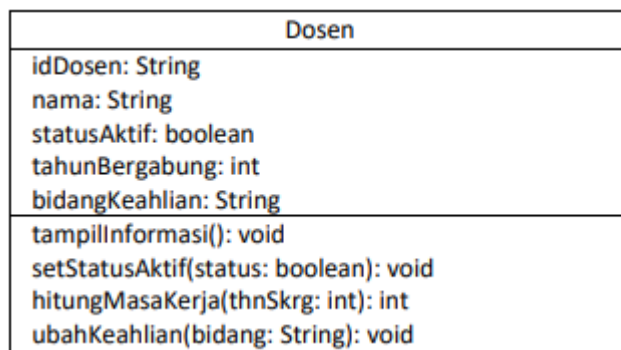 Dosen
idDosen: String
nama: String
statusAktif: boolean
tahunBergabung: int
bidangKeahlian: String
tampilInformasi(): void
setStatusAktif(status: boolean): void
hitungMasaKerja(thnSkrg: int): int
ubahKeahlian(bidang: String): void